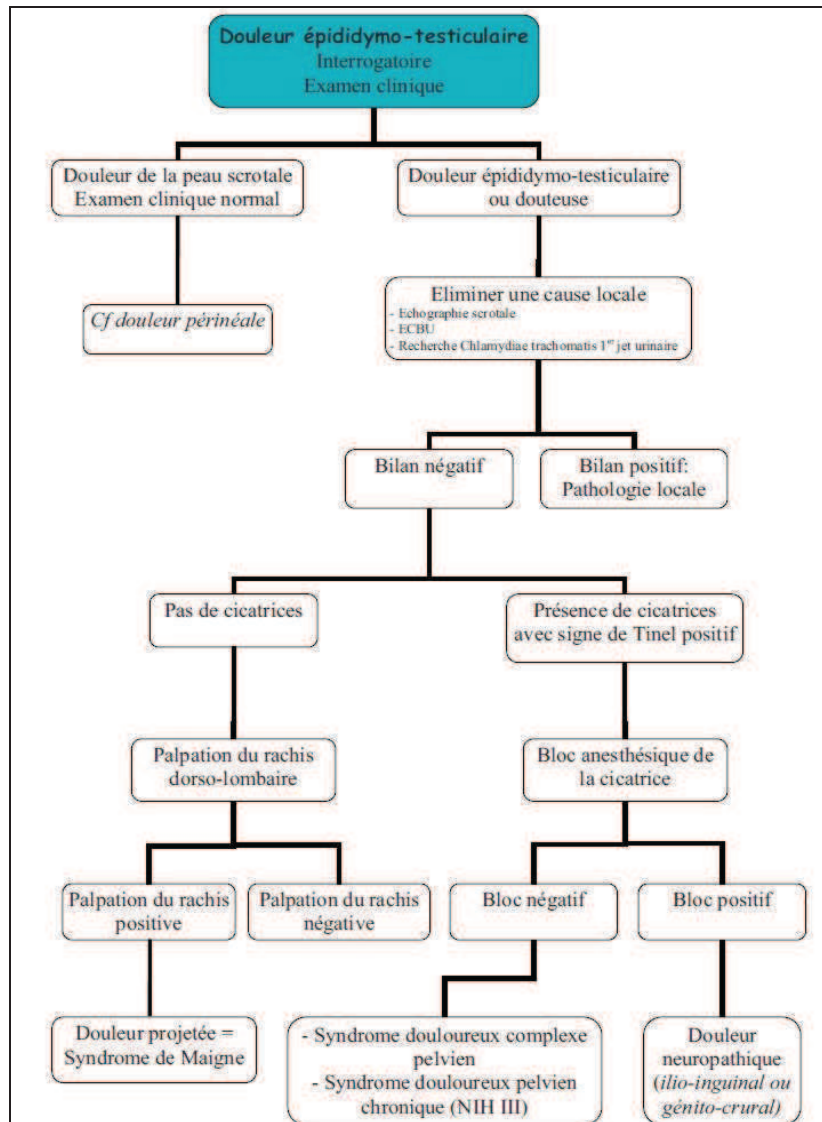 Douleur épididymo-testiculaire
Interrogatoire
Examen clinique
Douleur de la peau scrotale
Examen clinique normal
Douleur épididymo-testiculaire
ou douteuse
Cf douleur périnéale
Eliminer une cause locale
- Echographie scrotale
- ECBU
- Recherche Chlamydiae trachomatis 1er jet urinaire
Bilan négatif
Bilan positif:
Pathologie locale
Pas de cicatrices
Présence de cicatrices
avec signe de Tinel positif
Palpation du rachis
dorso-lombaire
Bloc anesthésique de
la cicatrice
Palpation du rachis
positive
Palpation du rachis
négative
Bloc négatif
Bloc positif
Douleur projetée =
Syndrome de Maigne
- Syndrome douloureux complexe
pelvien
- Syndrome douloureux pelvien
chronique (NIH III)
Douleur
neuropathique
(ilio-inguinal ou
génito-crural)